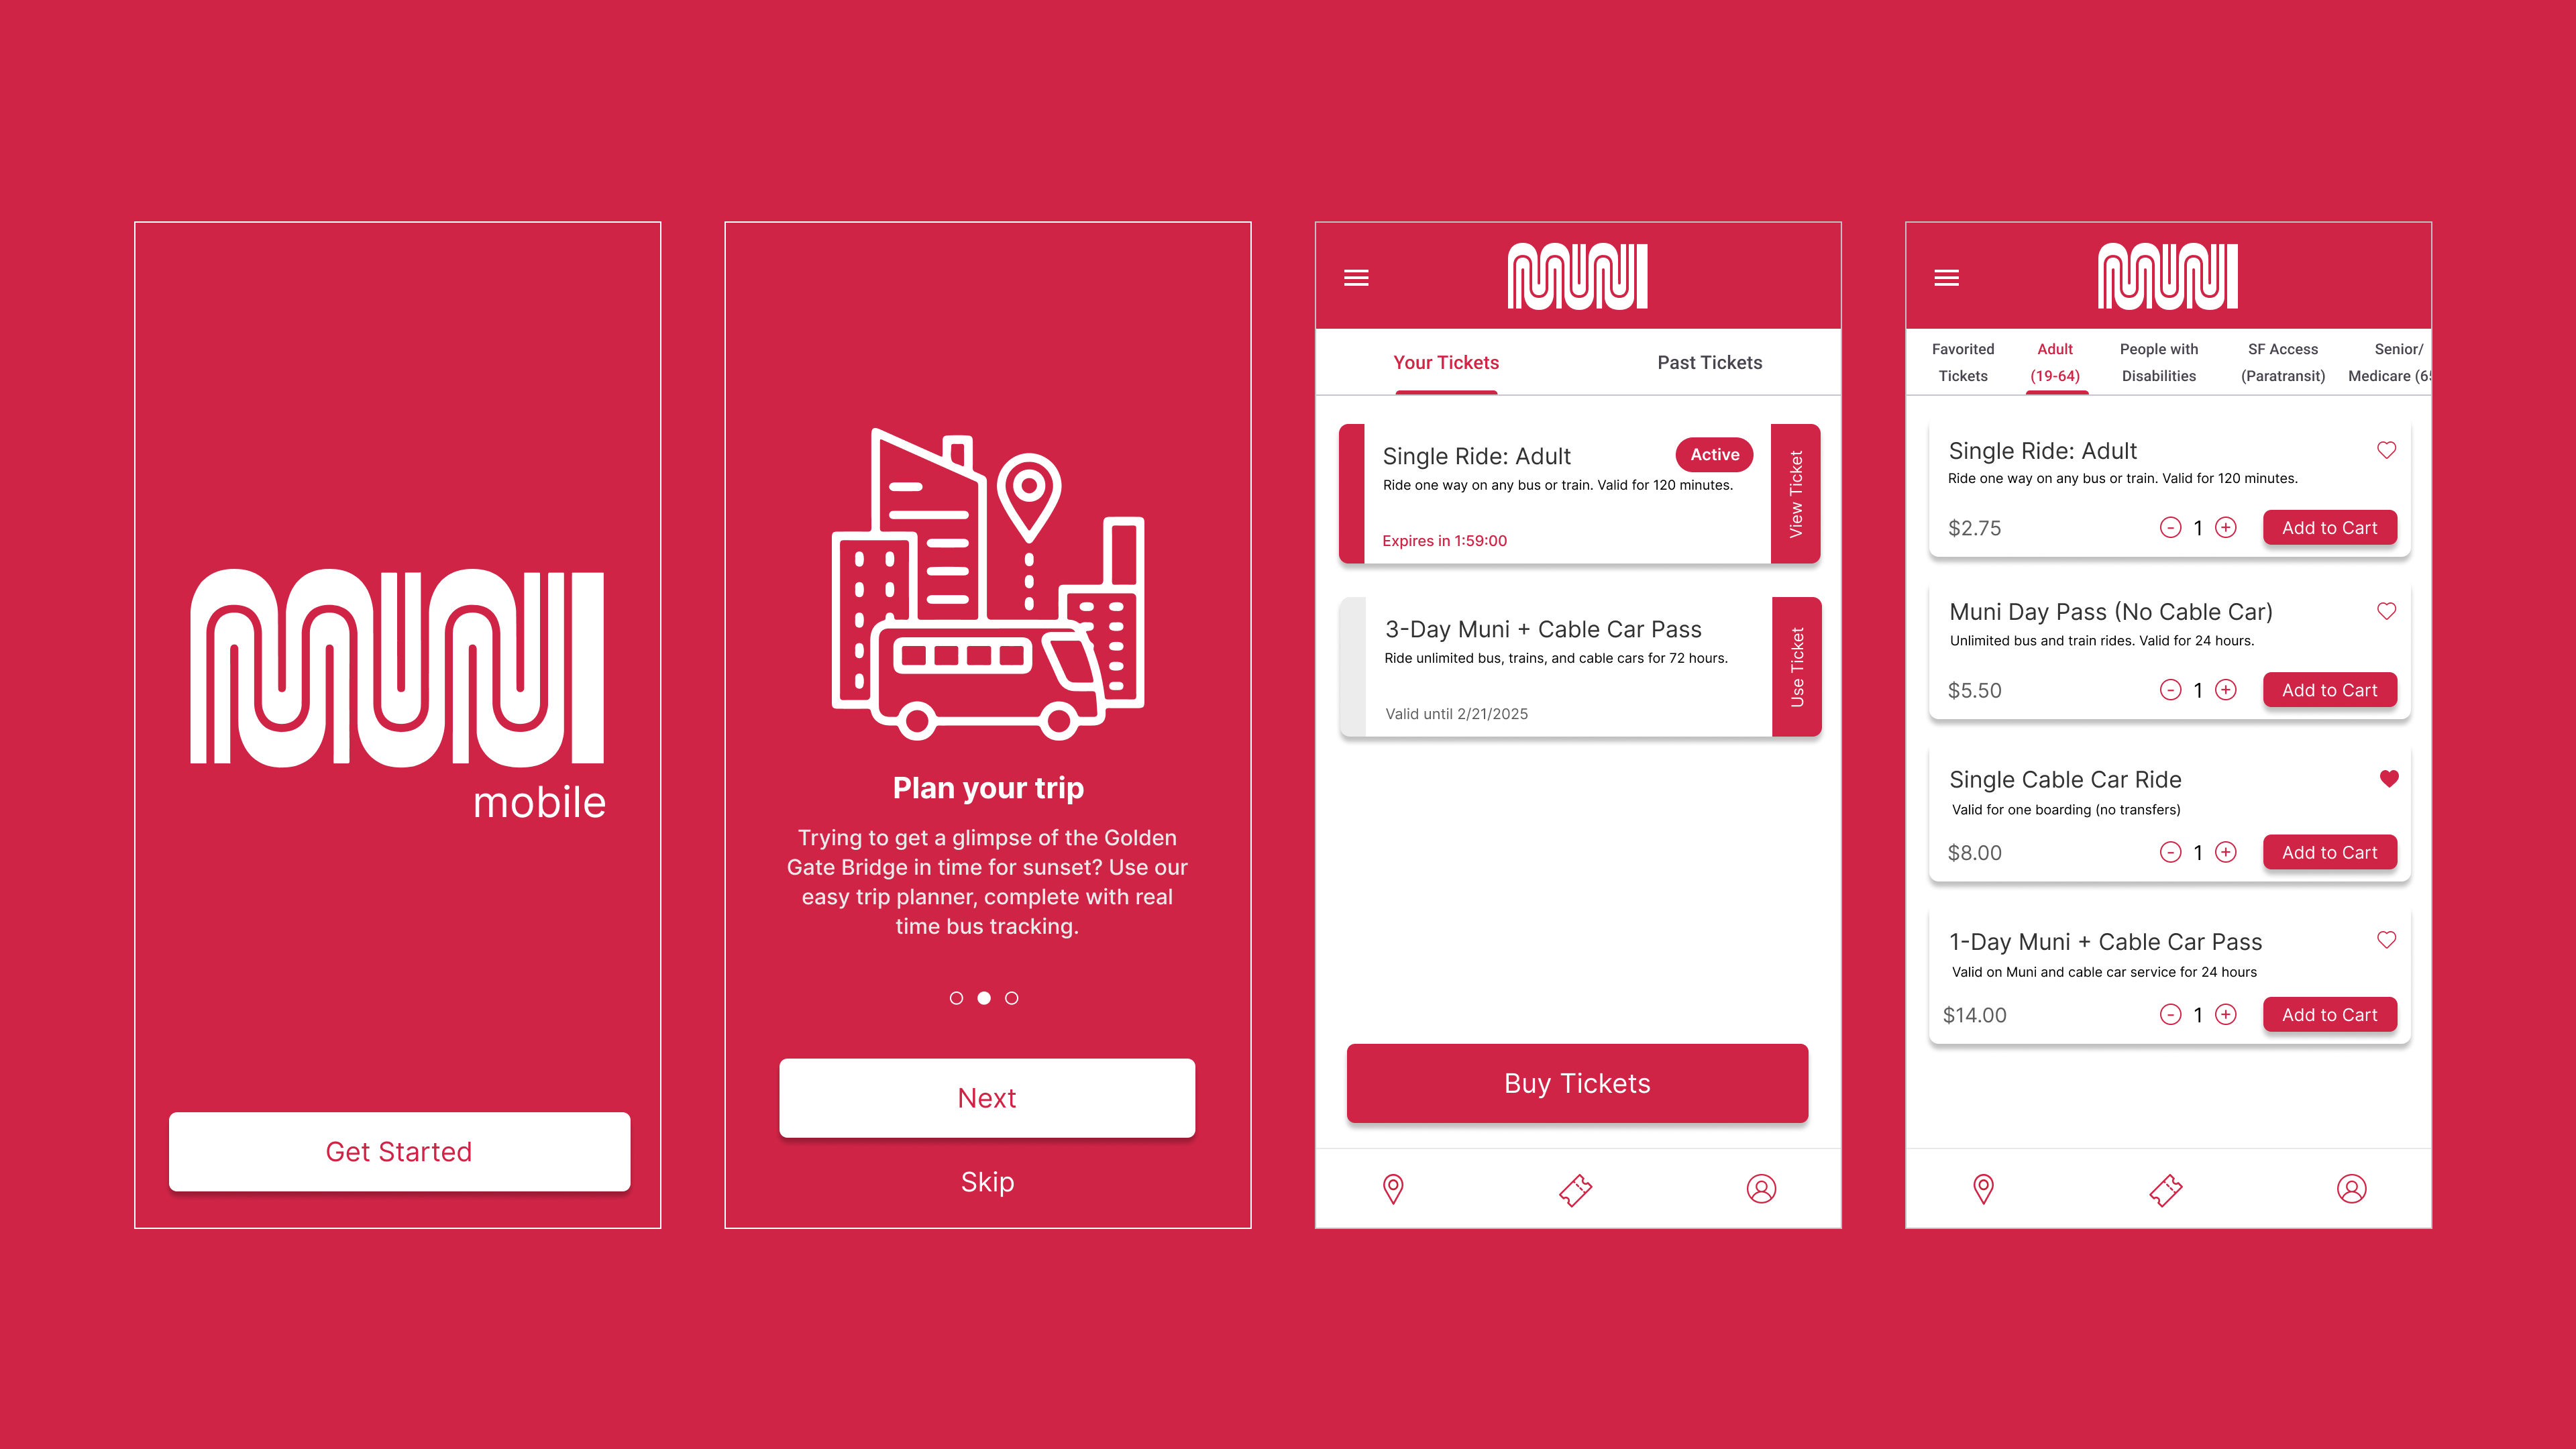 muni
mobile
Get Started
Plan your trip
Trying to get a glimpse of the Golden
Gate Bridge in time for sunset? Use our
easy trip planner, complete with real
time bus tracking.
Next
Skip
muni
Your Tickets
Past Tickets
Single Ride: Adult
Active
Ride one way on any bus or train. Valid for 120 minutes.
Expires in 1:59:00
View Ticket
3-Day Muni + Cable Car Pass
Ride unlimited bus, trains, and cable cars for 72 hours.
Valid until 2/21/2025
Use Ticket
Buy Tickets
muni
Favorited
Tickets
Adult
(19-64)
People with
Disabilities
SF Access
(Paratransit)
Senior/
Medicare (65
Single Ride: Adult
Ride one way on any bus or train. Valid for 120 minutes.
$2.75
- 1 +
Add to Cart
Muni Day Pass (No Cable Car)
Unlimited bus and train rides. Valid for 24 hours.
$5.50
- 1 +
Add to Cart
Single Cable Car Ride
Valid for one boarding (no transfers)
$8.00
- 1 +
Add to Cart
1-Day Muni + Cable Car Pass
Valid on Muni and cable car service for 24 hours
$14.00
- 1 +
Add to Cart